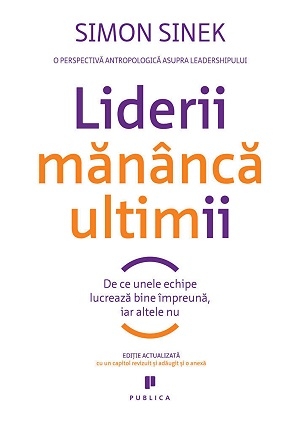 SIMON SINEK
O PERSPECTIVĂ ANTROPOLOGICĂ ASUPRA LEADERSHIPULUI
Liderii
mănâncă
ultimii
De ce unele echipe
lucrează bine împreună,
iar altele nu
EDIȚIE ACTUALIZATĂ
cu un capitol revizuit și adăugit și o anexă
PUBLICA